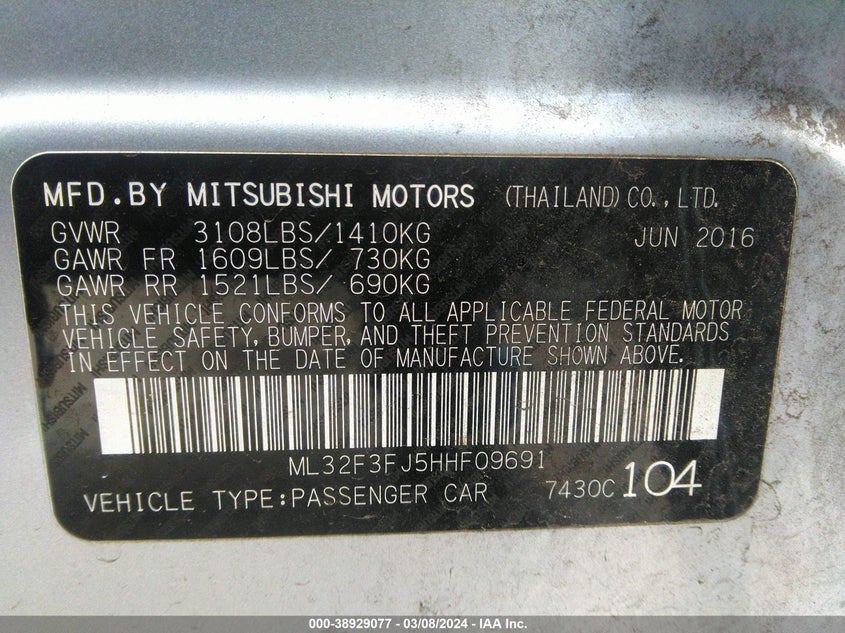 MFD.BY MITSUBISHI MOTORS (THAILAND) CO., LTD.
GVWR 3108LBS/1410KG JUN 2016
GAWR FR 1609LBS/ 730KG
GAWR RR 1521LBS/ 690KG
THIS VEHICLE CONFORMS TO ALL APPLICABLE FEDERAL MOTOR
VEHICLE SAFETY, BUMPER, AND THEFT PREVENTION STANDARDS
IN EFFECT ON THE DATE OF MANUFACTURE SHOWN ABOVE.
ML32F3FJ5HHF09691
VEHICLE TYPE:PASSENGER CAR 7430C 104
000-38929077 - 03/08/2024 - IAA Inc.